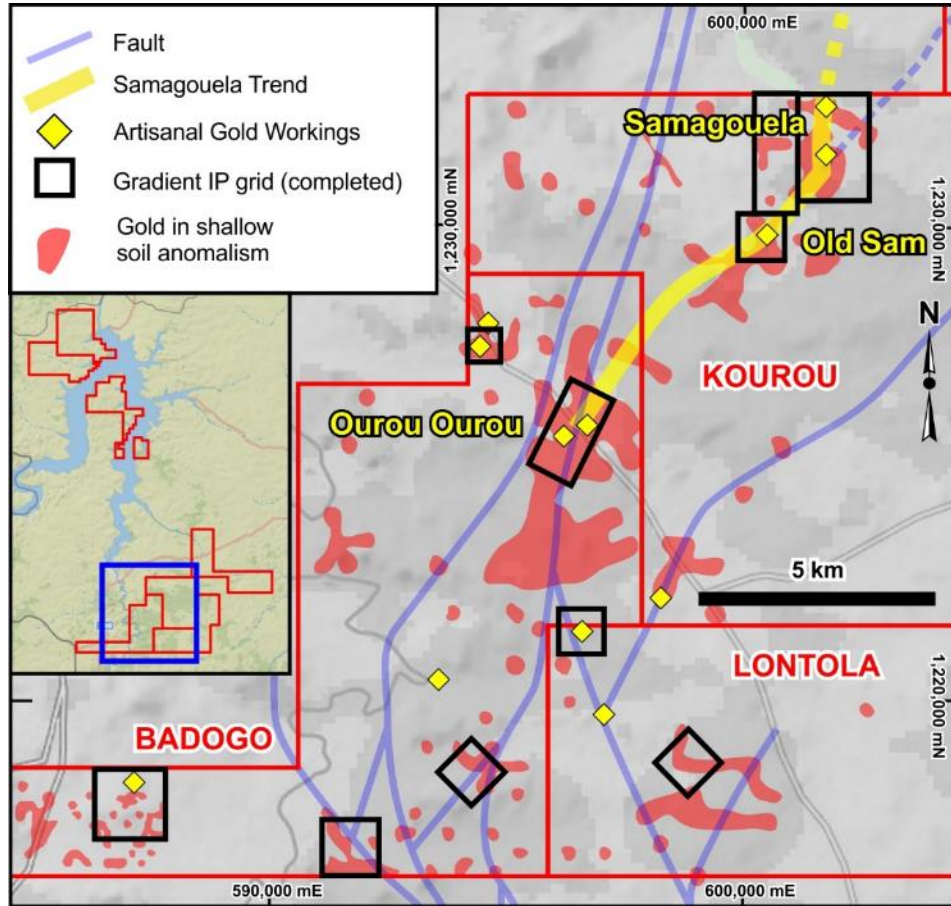 Fault
Samagouela Trend
Artisanal Gold Workings
Gradient IP grid (completed)
Gold in shallow
soil anomalism
600,000 mE
Samagouela
1,230,000 mN
1,230,000 mN
Old Sam
N
KOUROU
Ourou Ourou
5 km
LONTOLA
1,220,000 mN
BADOGO
590,000 mE
600,000 mE